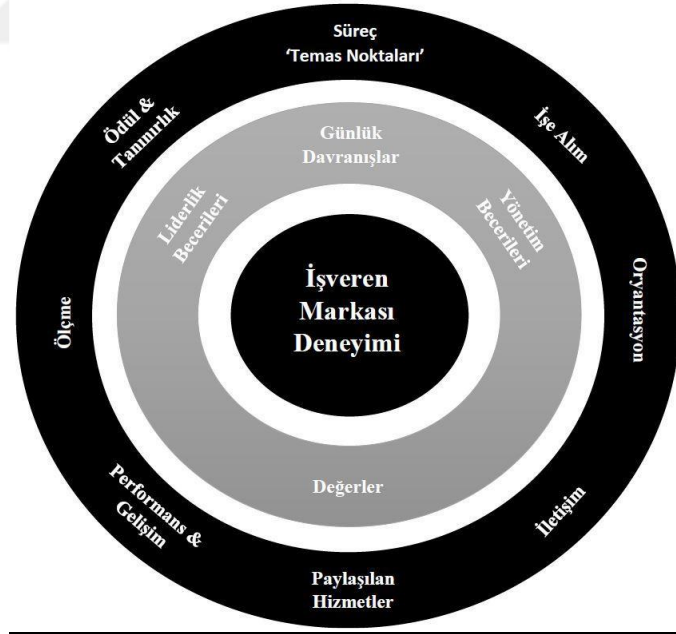 Süreç
‘Temas Noktaları’
İşe Alım
Oryantasyon
İletişim
Paylaşılan
Hizmetler
Performans &
Gelişim
Ölçme
Ödül &
Tanınırlık
Günlük
Davranışlar
Yönetim
Becerileri
Değerler
Liderlik
Becerileri
İşveren
Markası
Deneyimi